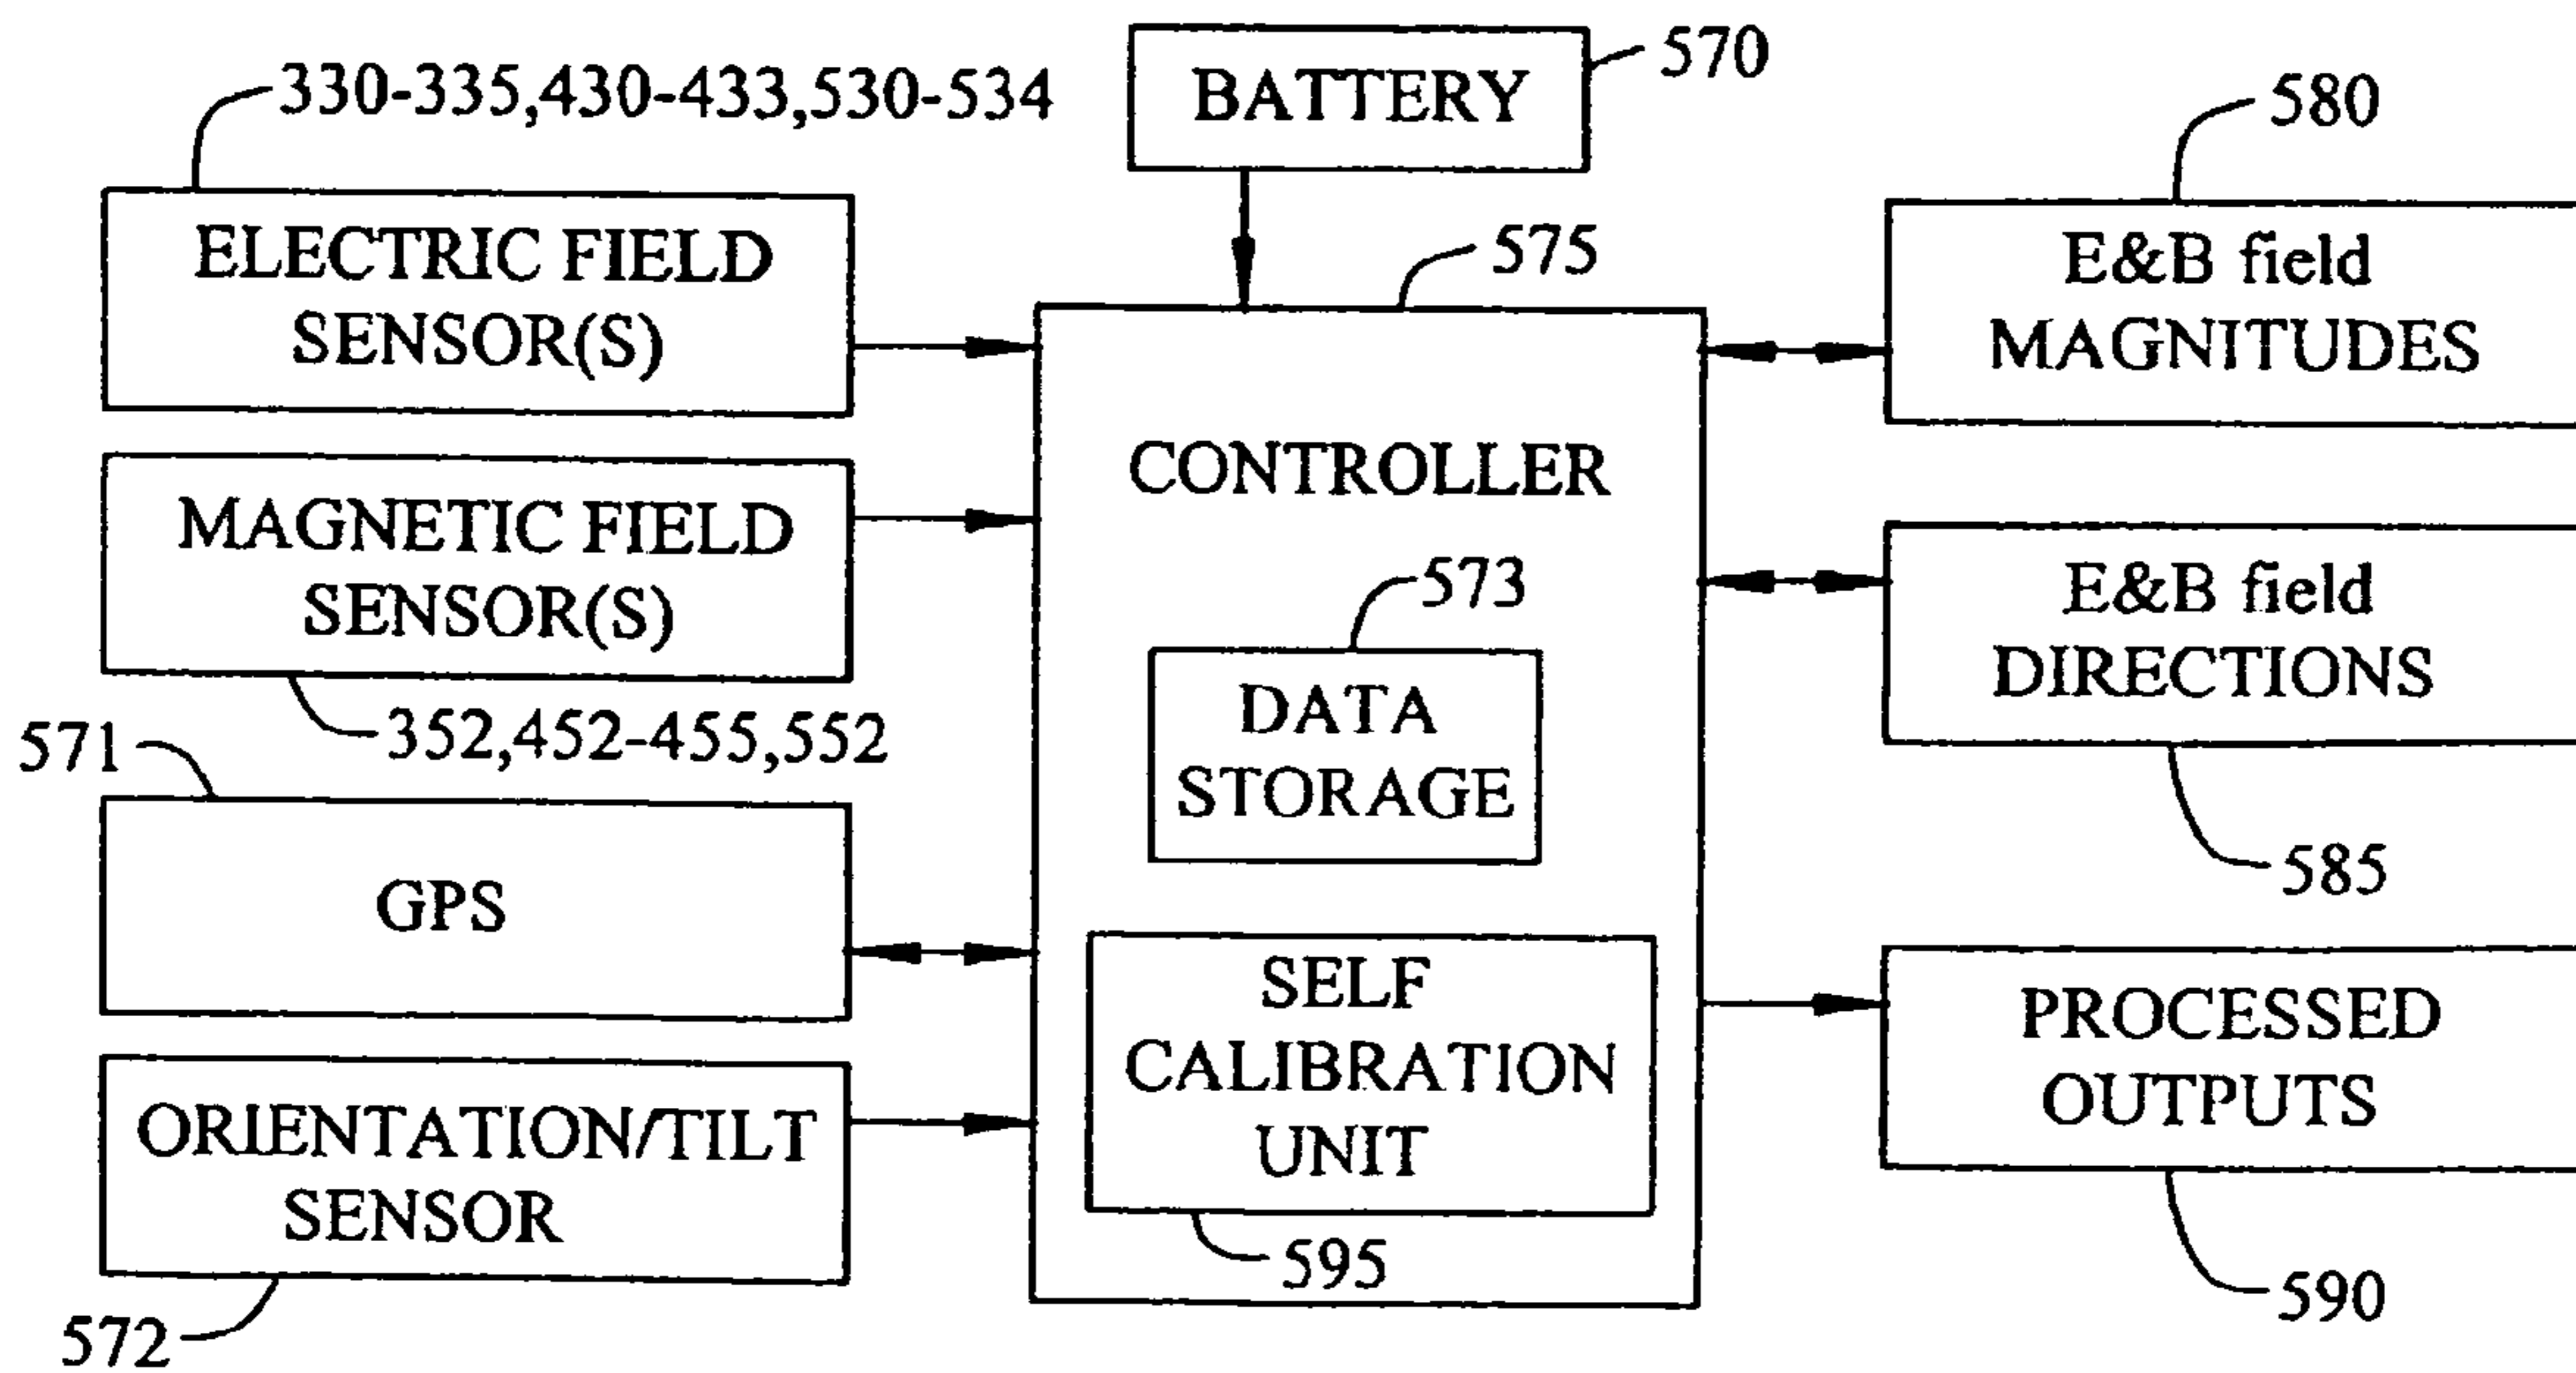 330-335,430-433,530-534
BATTERY
570
580
ELECTRIC FIELD
SENSOR(S)
575
E&B field
MAGNITUDES
MAGNETIC FIELD
SENSOR(S)
352,452-455,552
CONTROLLER
573
DATA
STORAGE
E&B field
DIRECTIONS
585
571
GPS
SELF
CALIBRATION
UNIT
595
PROCESSED
OUTPUTS
590
ORIENTATION/TILT
SENSOR
572